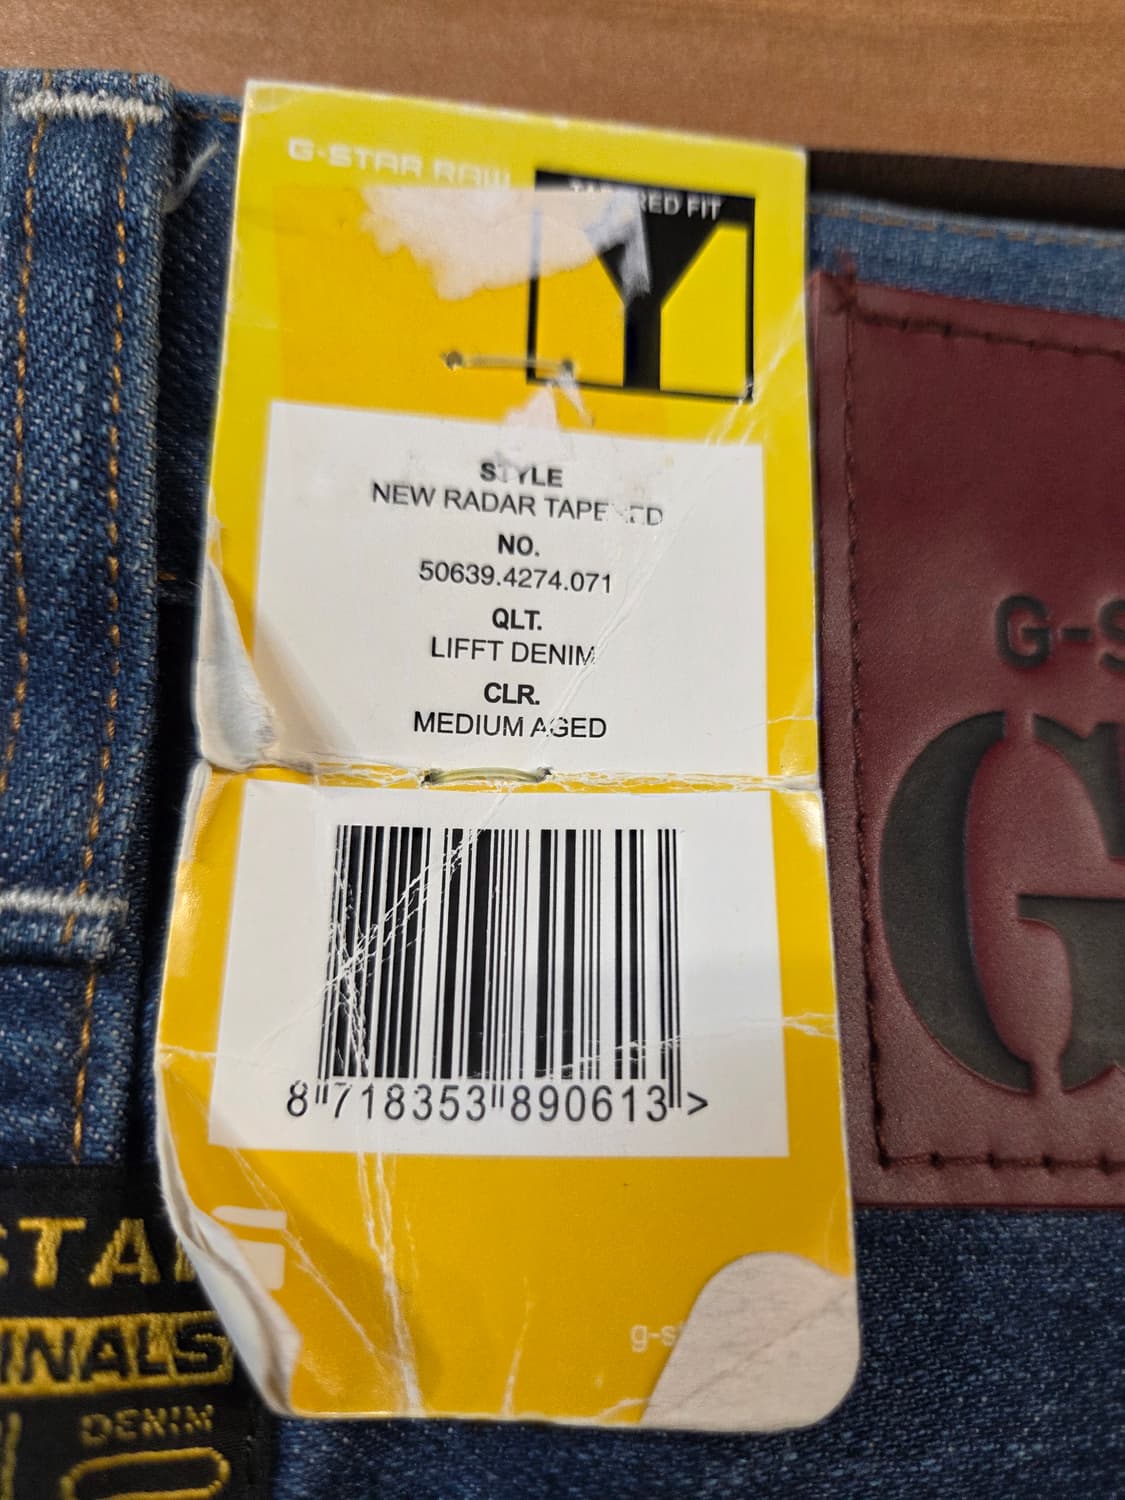 G-STAR RAW
TAPERED FIT
STYLE
NEW RADAR TAPERED
NO.
50639.4274.071
QLT.
LIFFT DENIM
CLR.
MEDIUM AGED
8 718353 890613 >
G-S
G
DENIM